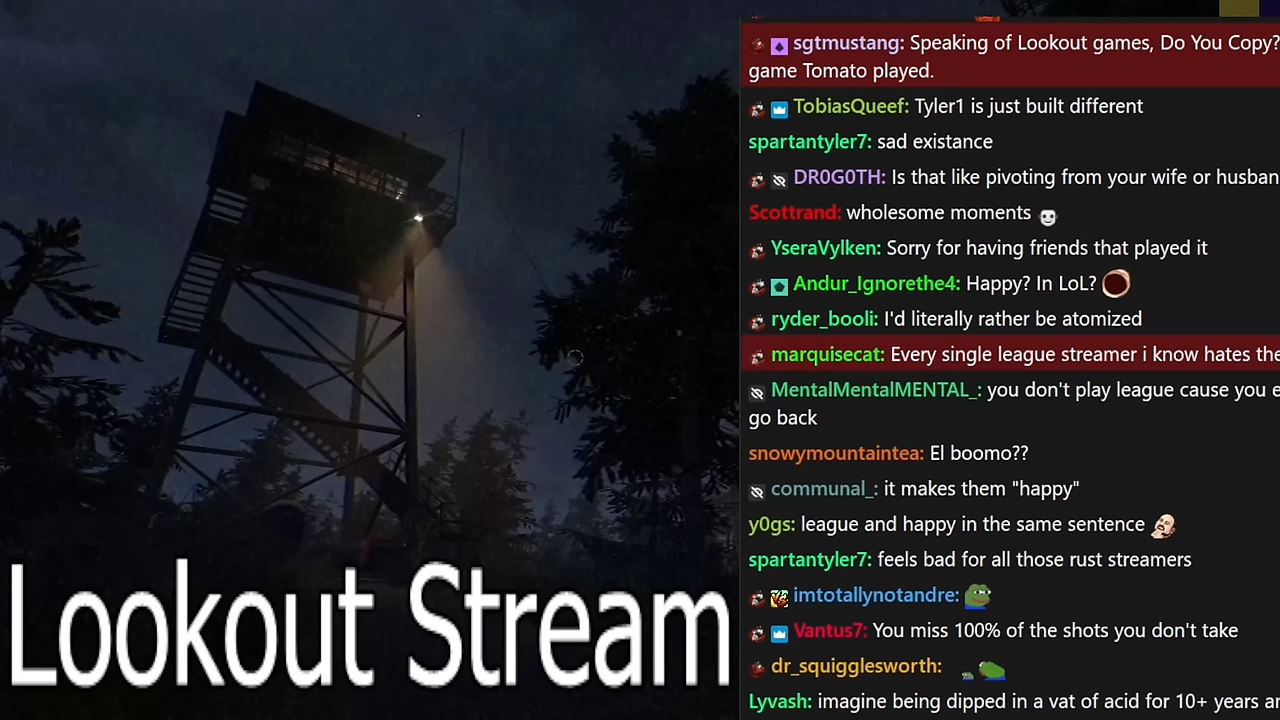 sgtmustang: Speaking of Lookout games, Do You Copy?
game Tomato played.
TobiasQueef: Tyler1 is just built different
spartantyler7: sad existance
DR0G0TH: Is that like pivoting from your wife or husban
Scottrand: wholesome moments
YseraVylken: Sorry for having friends that played it
Andur_Ignorethe4: Happy? In LoL?
ryder_booli: I'd literally rather be atomized
marquisecat: Every single league streamer i know hates the
MentalMentalMENTAL_: you don't play league cause you e
go back
snowymountaintea: El boomo??
communal_: it makes them "happy"
y0gs: league and happy in the same sentence
spartantyler7: feels bad for all those rust streamers
imtotallynotandre:
Vantus7: You miss 100% of the shots you don't take
dr_squigglesworth:
Lyvash: imagine being dipped in a vat of acid for 10+ years a
Lookout Stream